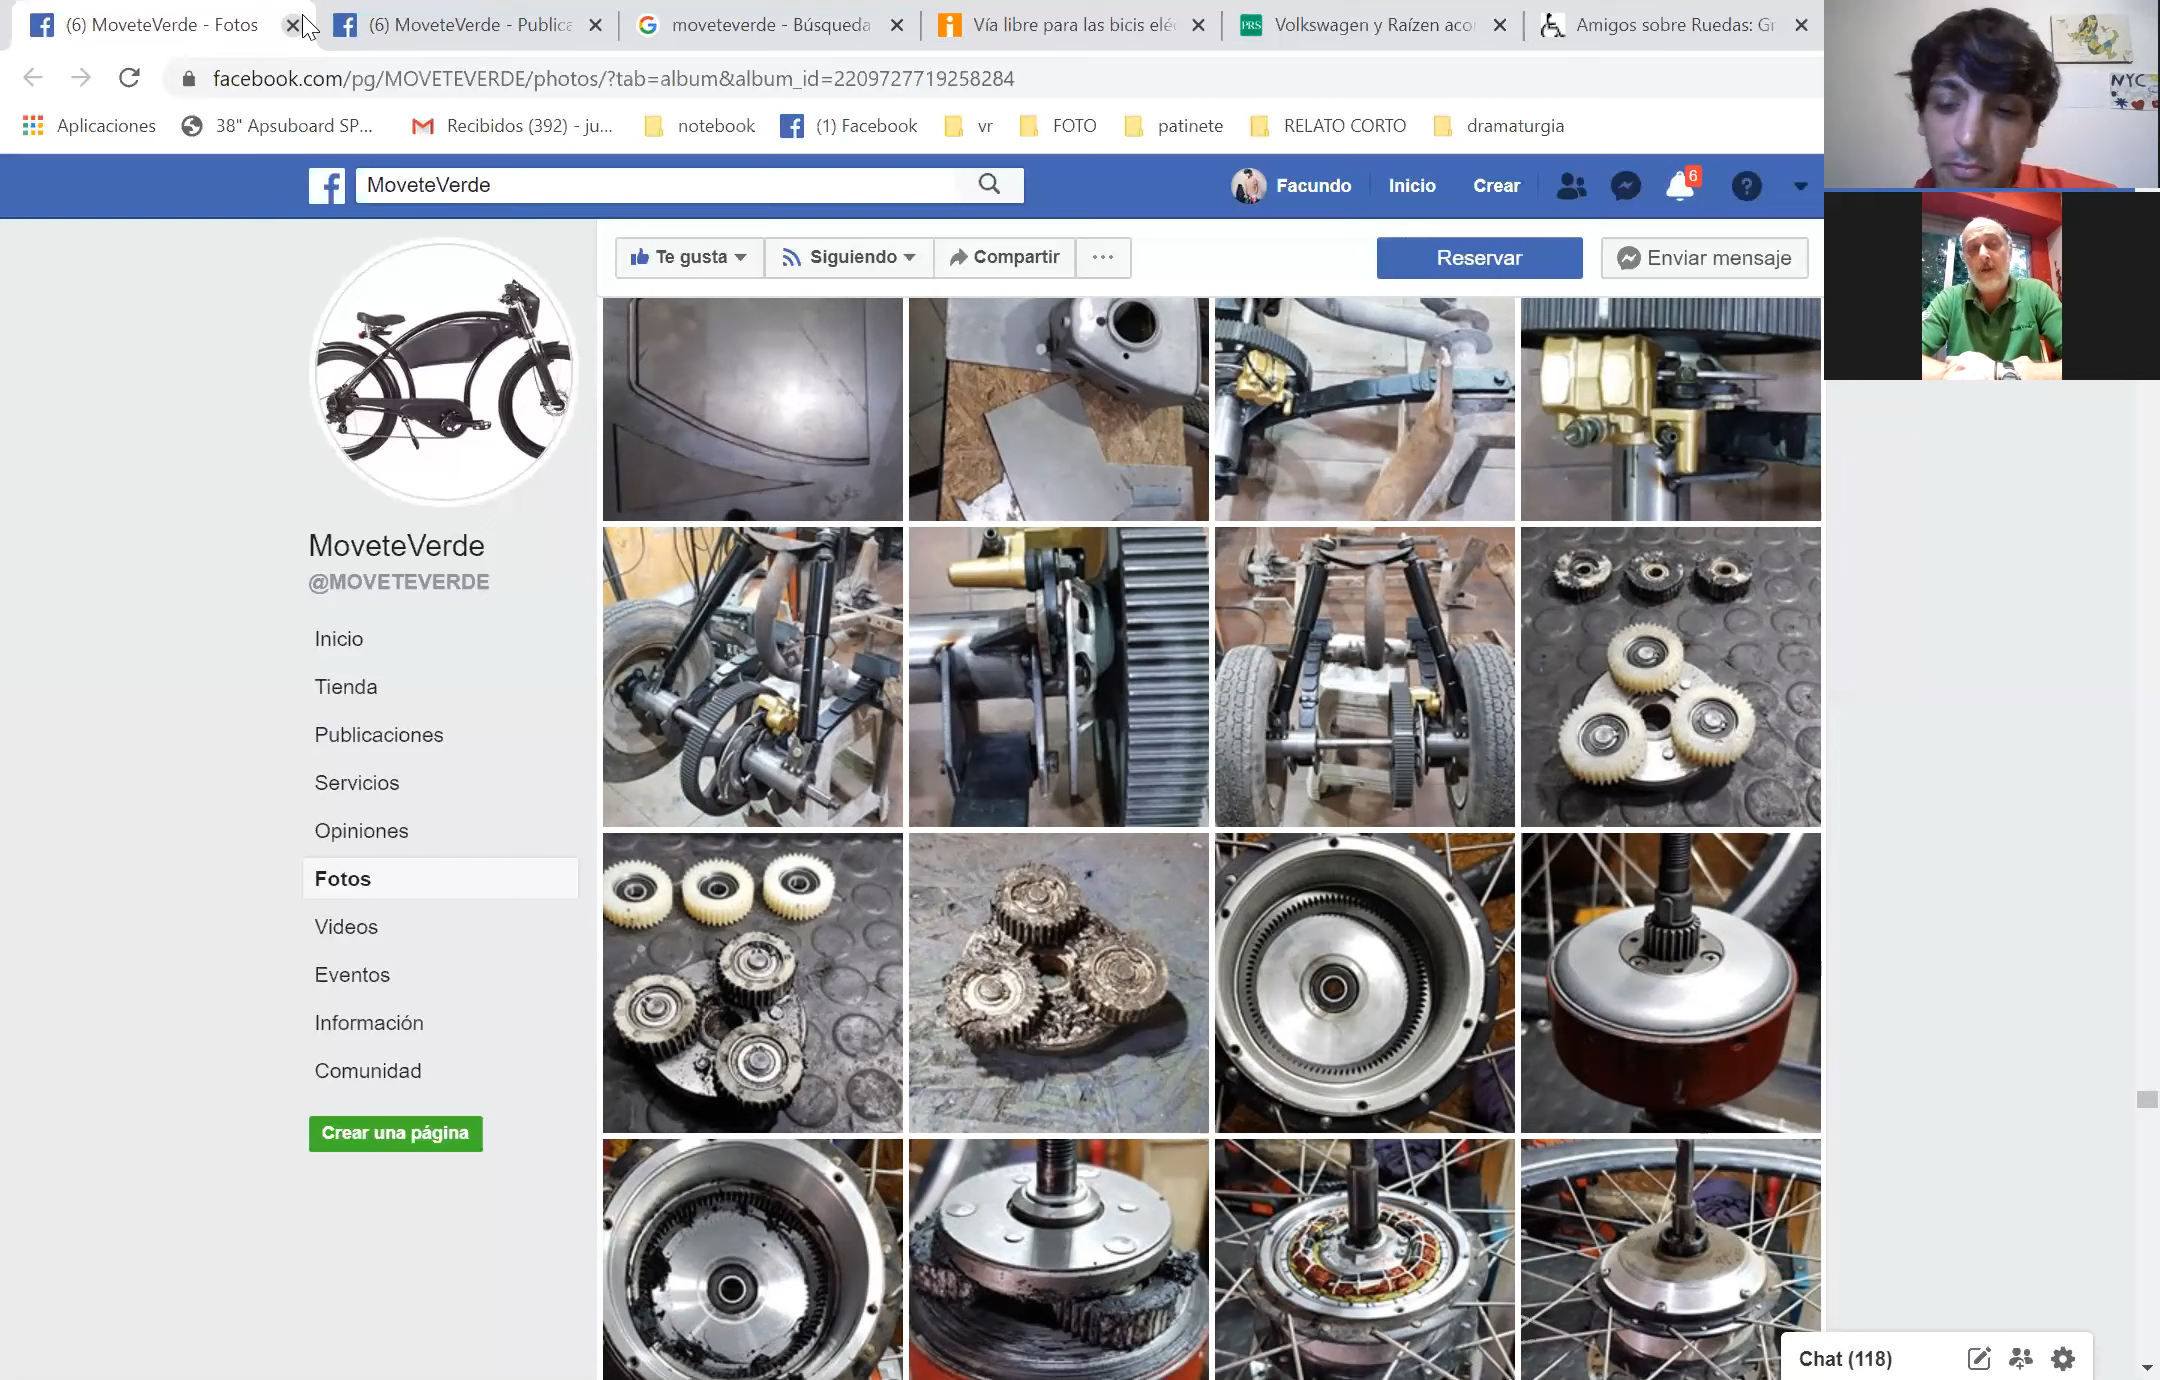 (6) MoveteVerde - Fotos
(6) MoveteVerde - Publica
moveteverde - Búsqueda
Vía libre para las bicis elé
Volkswagen y Raízen aco
Amigos sobre Ruedas: Gr
facebook.com/pg/MOVETEVERDE/photos/?tab=album&album_id=2209727719258284
Aplicaciones
38" Apsuboard SP...
Recibidos (392) - ju...
notebook
(1) Facebook
vr
FOTO
patinete
RELATO CORTO
dramaturgia
NYC
MoveteVerde
Facundo
Inicio
Crear
6
Te gusta
Siguiendo
Compartir
Reservar
Enviar mensaje
MoveteVerde
@MOVETEVERDE
Inicio
Tienda
Publicaciones
Servicios
Opiniones
Fotos
Videos
Eventos
Información
Comunidad
Crear una página
Chat (118)